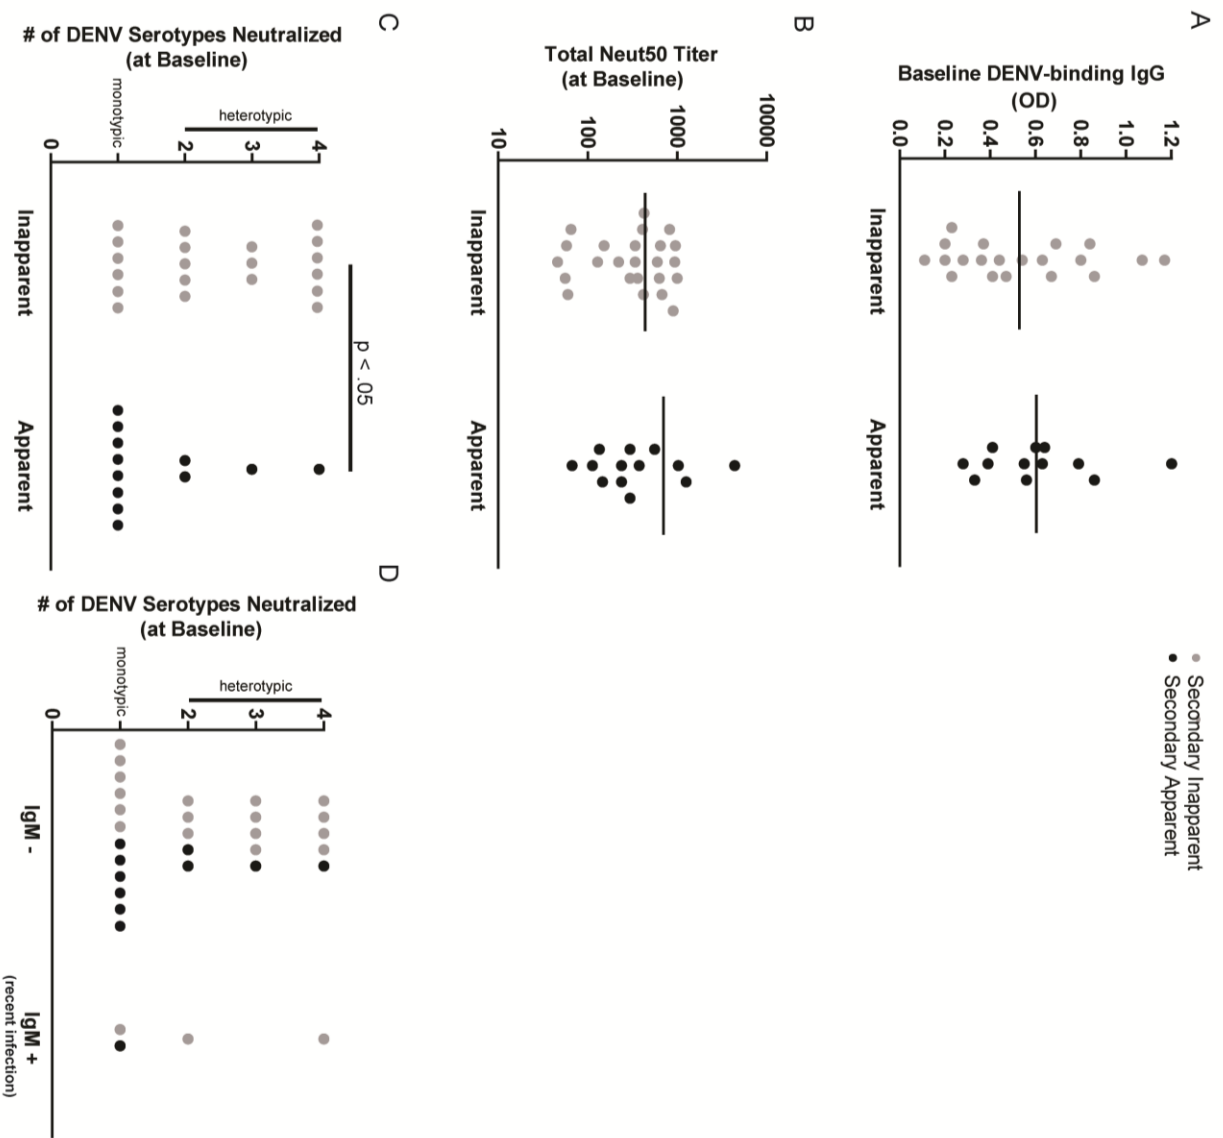 A
Baseline DENV-binding IgG
(OD)
0.0
0.2
0.4
0.6
0.8
1.0
1.2
Inapparent
Apparent
Secondary Inapparent
Secondary Apparent
B
Total Neut50 Titer
(at Baseline)
10
100
1000
10000
Inapparent
Apparent
C
# of DENV Serotypes Neutralized
(at Baseline)
monotypic
heterotypic
0
1
2
3
4
p < .05
Inapparent
Apparent
D
# of DENV Serotypes Neutralized
(at Baseline)
monotypic
heterotypic
0
1
2
3
4
IgM -
IgM +
(recent infection)